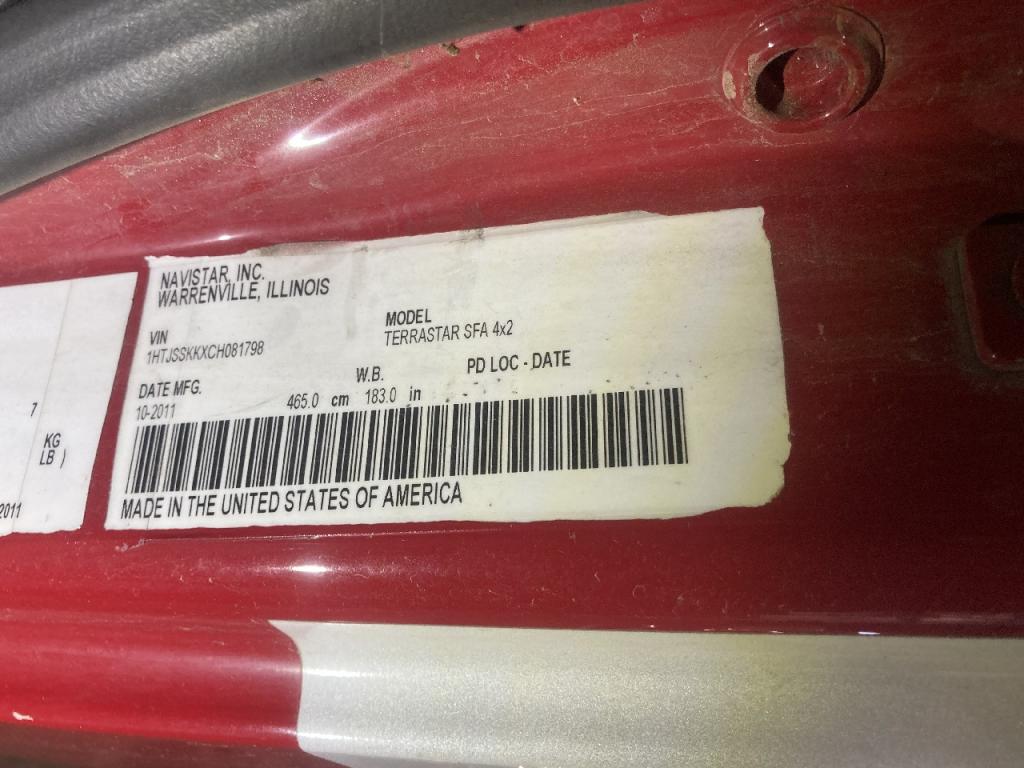 NAVISTAR, INC.
WARRENVILLE, ILLINOIS
VIN
1HTJSSKKXCH081798
MODEL
TERRASTAR SFA 4x2
DATE MFG.
10-2011
W.B.
465.0 cm 183.0 in
PD LOC - DATE
MADE IN THE UNITED STATES OF AMERICA
7
KG
LB )
2011